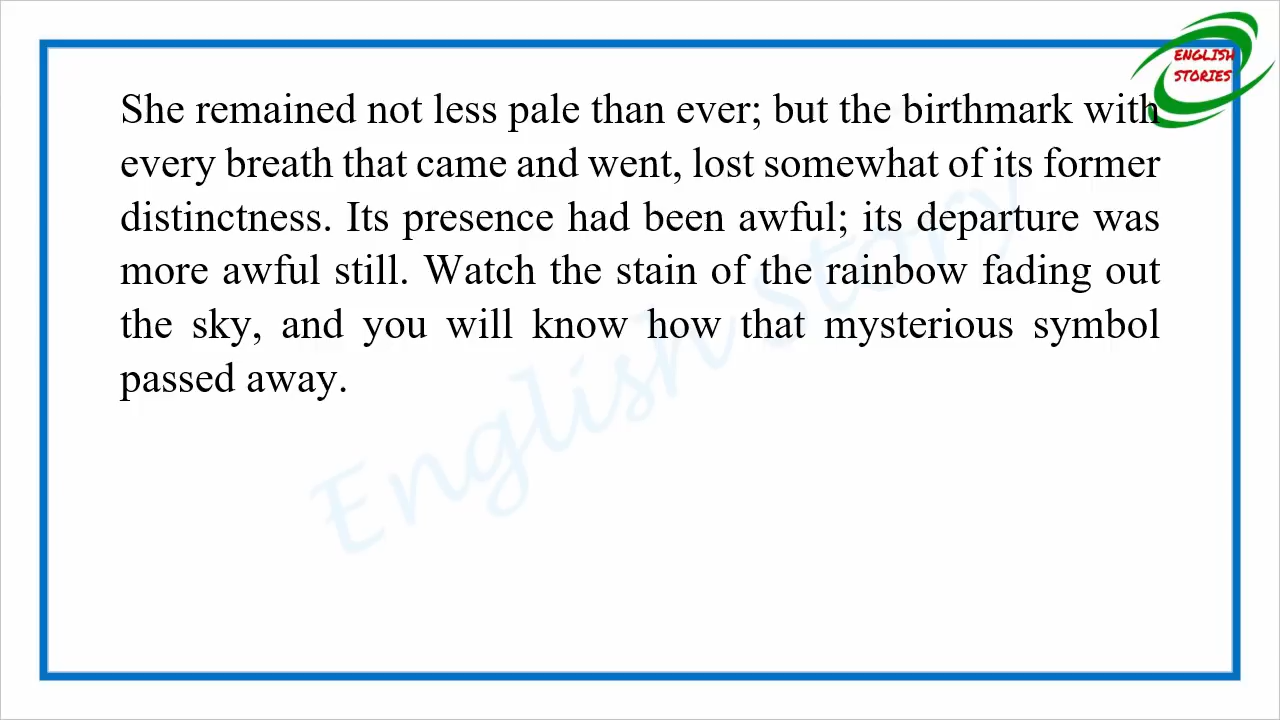 ENGLISH
STORIES
She remained not less pale than ever; but the birthmark with
every breath that came and went, lost somewhat of its former
distinctness. Its presence had been awful; its departure was
more awful still. Watch the stain of the rainbow fading out
the sky, and you will know how that mysterious symbol
passed away.
English Story